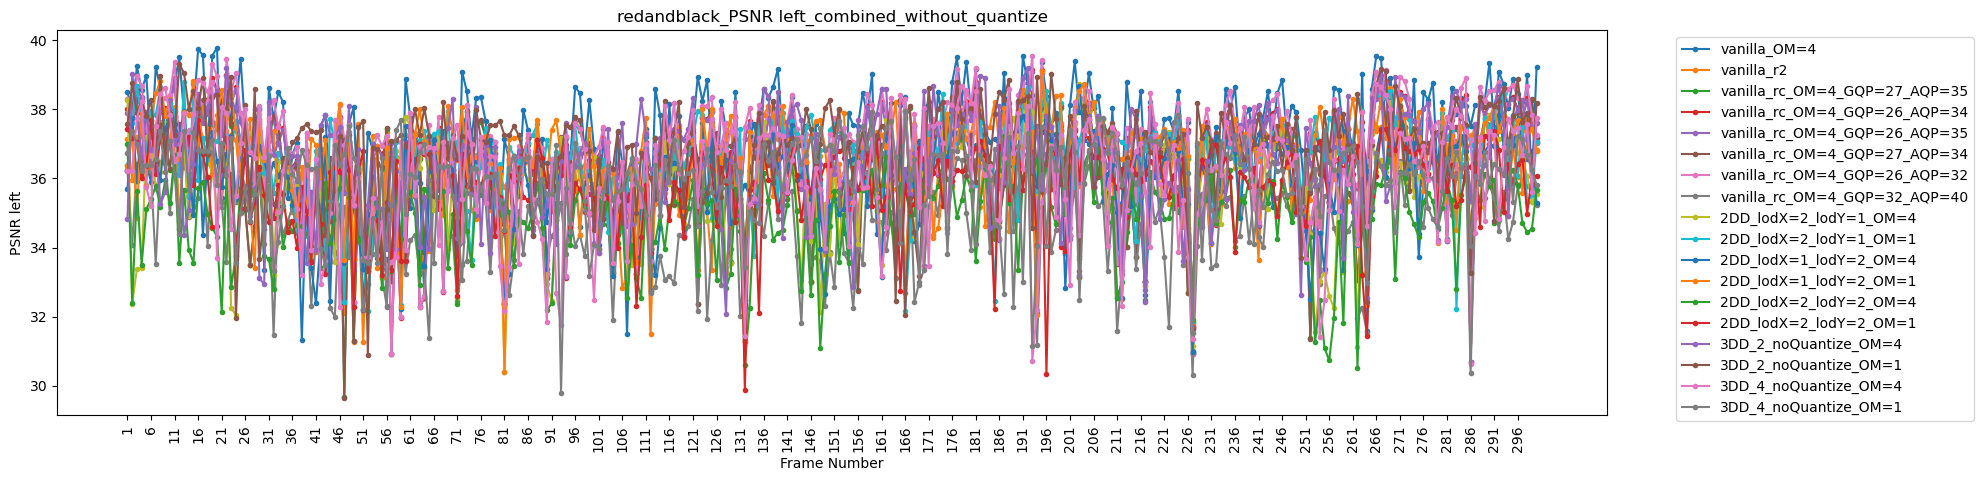 redandblack_PSNR left_combined_without_quantize
PSNR left
40
38
36
34
32
30
1 6 11 16 21 26 31 36 41 46 51 56 61 66 71 76 81 86 91 96 101 106 111 116 121 126 131 136 141 146 151 156 161 166 171 176 181 186 191 196 201 206 211 216 221 226 231 236 241 246 251 256 261 266 271 276 281 286 291 296
Frame Number
vanilla_OM=4
vanilla_r2
vanilla_rc_OM=4_GQP=27_AQP=35
vanilla_rc_OM=4_GQP=26_AQP=34
vanilla_rc_OM=4_GQP=26_AQP=35
vanilla_rc_OM=4_GQP=27_AQP=34
vanilla_rc_OM=4_GQP=26_AQP=32
vanilla_rc_OM=4_GQP=32_AQP=40
2DD_lodX=2_lodY=1_OM=4
2DD_lodX=2_lodY=1_OM=1
2DD_lodX=1_lodY=2_OM=4
2DD_lodX=1_lodY=2_OM=1
2DD_lodX=2_lodY=2_OM=4
2DD_lodX=2_lodY=2_OM=1
3DD_2_noQuantize_OM=4
3DD_2_noQuantize_OM=1
3DD_4_noQuantize_OM=4
3DD_4_noQuantize_OM=1